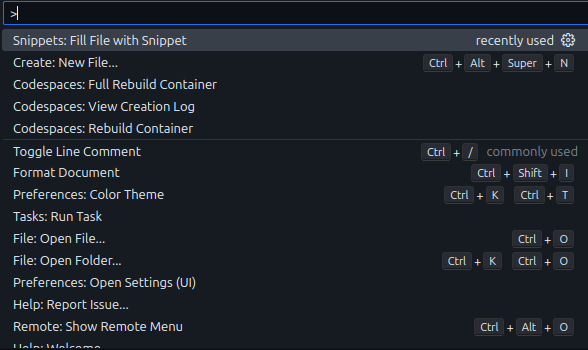 >
Snippets: Fill File with Snippet recently used
Create: New File... Ctrl + Alt + Super + N
Codespaces: Full Rebuild Container
Codespaces: View Creation Log
Codespaces: Rebuild Container
Toggle Line Comment Ctrl + / commonly used
Format Document Ctrl + Shift + I
Preferences: Color Theme Ctrl + K Ctrl + T
Tasks: Run Task
File: Open File... Ctrl + O
File: Open Folder... Ctrl + K Ctrl + O
Preferences: Open Settings (UI)
Help: Report Issue...
Remote: Show Remote Menu Ctrl + Alt + O
Help: Welcome